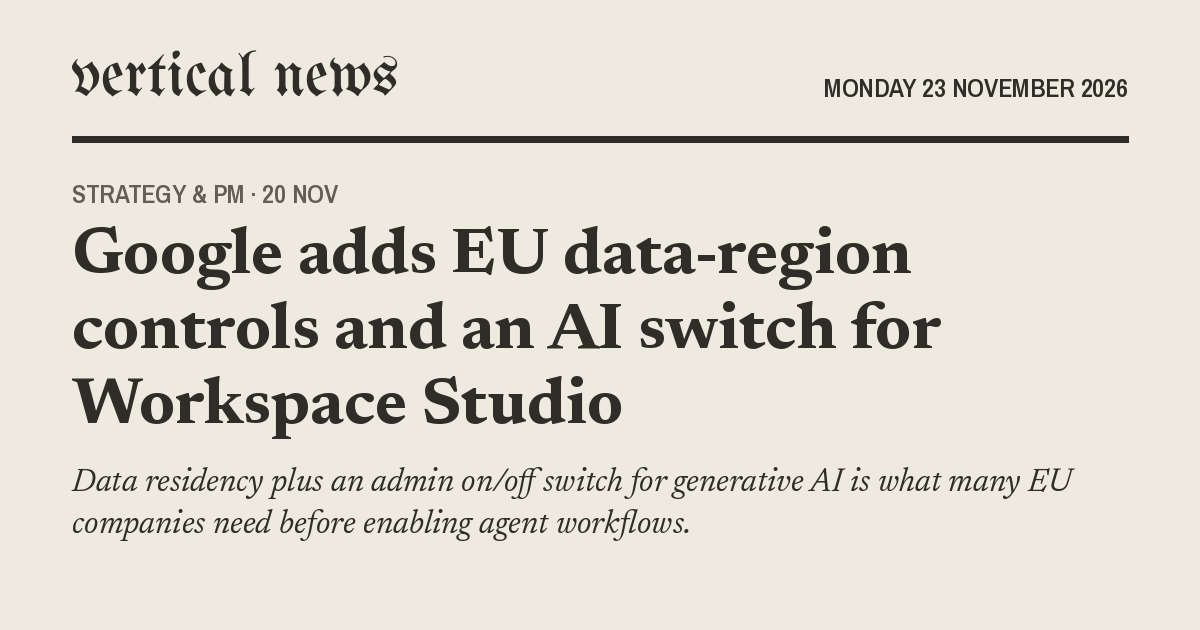 vertical news
MONDAY 23 NOVEMBER 2026
STRATEGY & PM · 20 NOV
Google adds EU data-region
controls and an AI switch for
Workspace Studio
Data residency plus an admin on/off switch for generative AI is what many EU
companies need before enabling agent workflows.